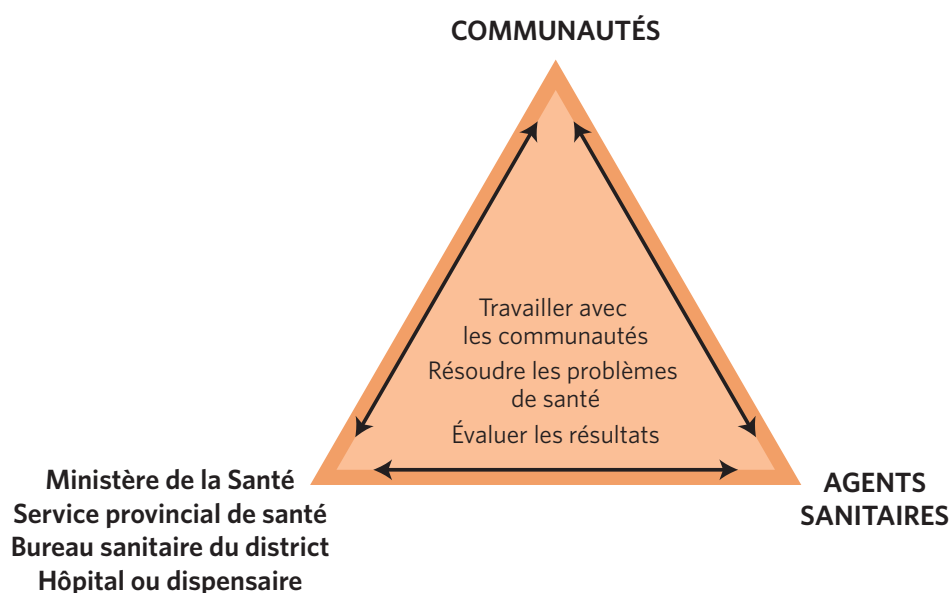 COMMUNAUTÉS
Travailler avec
les communautés
Résoudre les problèmes
de santé
Évaluer les résultats
Ministère de la Santé
Service provincial de santé
Bureau sanitaire du district
Hôpital ou dispensaire
AGENTS
SANITAIRES